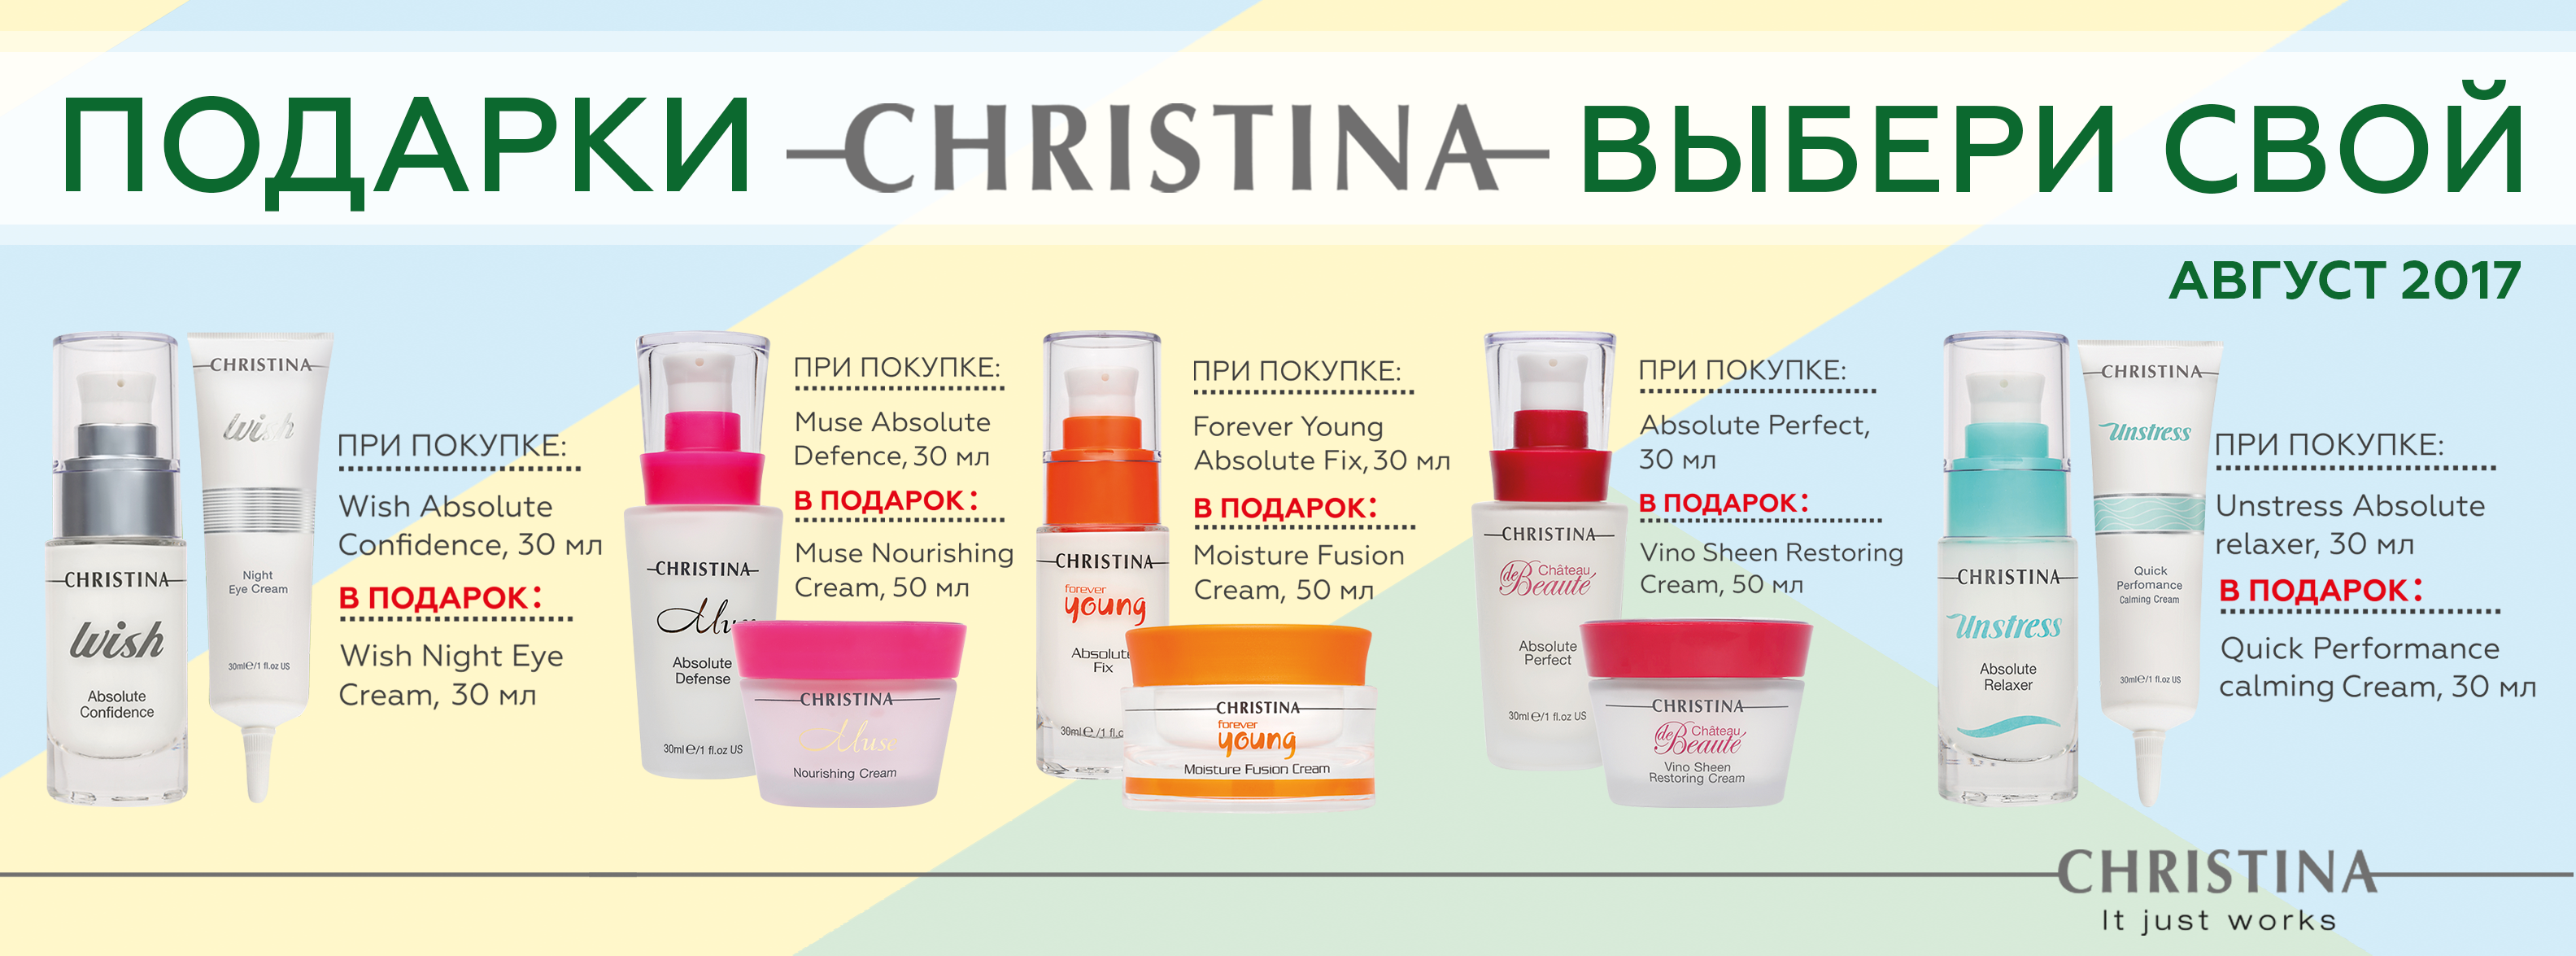 ПОДАРКИ CHRISTINA ВЫБЕРИ СВОЙ
АВГУСТ 2017
CHRISTINA
wish
Absolute
Confidence
CHRISTINA
wish
Night
Eye Cream
30ml℮/1 fl.oz US
ПРИ ПОКУПКЕ:
Wish Absolute
Confidence, 30 мл
В ПОДАРОК:
Wish Night Eye
Cream, 30 мл
CHRISTINA
Absolute
Defense
30ml℮/1 fl.oz US
CHRISTINA
Muse
Nourishing Cream
ПРИ ПОКУПКЕ:
Muse Absolute
Defence, 30 мл
В ПОДАРОК:
Muse Nourishing
Cream, 50 мл
CHRISTINA
forever
young
Absolute
Fix
30ml℮/1 fl.o
CHRISTINA
forever
young
Moisture Fusion Cream
ПРИ ПОКУПКЕ:
Forever Young
Absolute Fix, 30 мл
В ПОДАРОК:
Moisture Fusion
Cream, 50 мл
CHRISTINA
Château
de Beauté
Absolute
Perfect
30ml℮/1 fl.oz US
CHRISTINA
Château
de Beauté
Vino Sheen
Restoring Cream
ПРИ ПОКУПКЕ:
Absolute Perfect,
30 мл
В ПОДАРОК:
Vino Sheen Restoring
Cream, 50 мл
CHRISTINA
Unstress
Absolute
Relaxer
CHRISTINA
Unstress
Quick
Perfomance
Calming Cream
30ml℮/1 fl.oz US
ПРИ ПОКУПКЕ:
Unstress Absolute
relaxer, 30 мл
В ПОДАРОК:
Quick Performance
calming Cream, 30 мл
CHRISTINA
It just works